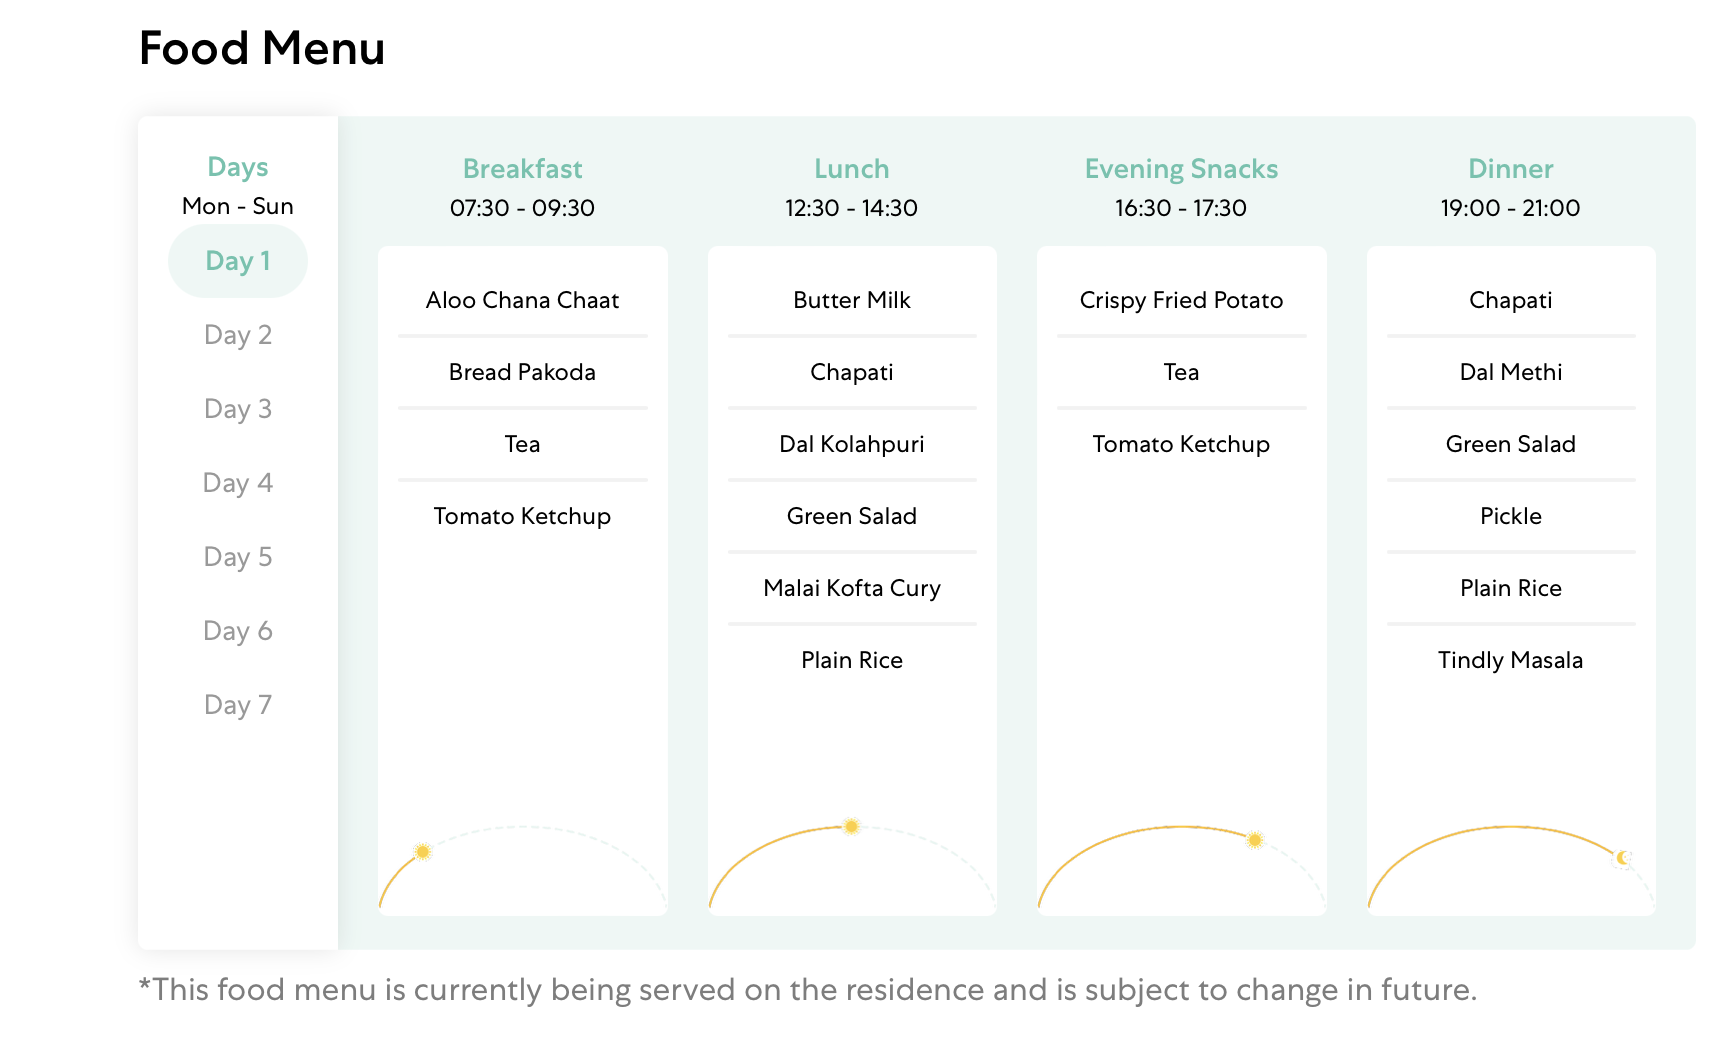 Food Menu
Days
Mon - Sun
Day 1
Day 2
Day 3
Day 4
Day 5
Day 6
Day 7
Breakfast
07:30 - 09:30
Aloo Chana Chaat
Bread Pakoda
Tea
Tomato Ketchup
Lunch
12:30 - 14:30
Butter Milk
Chapati
Dal Kolahpuri
Green Salad
Malai Kofta Cury
Plain Rice
Evening Snacks
16:30 - 17:30
Crispy Fried Potato
Tea
Tomato Ketchup
Dinner
19:00 - 21:00
Chapati
Dal Methi
Green Salad
Pickle
Plain Rice
Tindly Masala
*This food menu is currently being served on the residence and is subject to change in future.